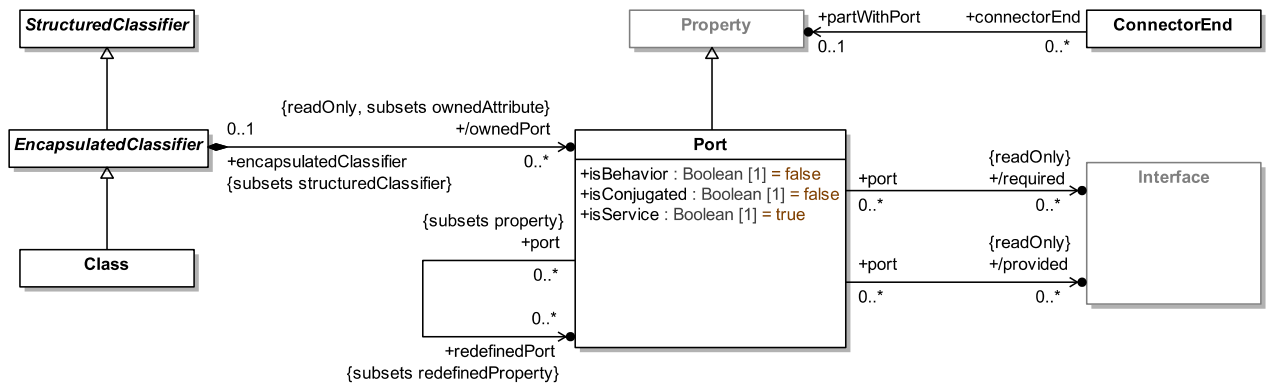 StructuredClassifier
Property
+partWithPort
+connectorEnd
0..1
0..*
ConnectorEnd
{readOnly, subsets ownedAttribute}
0..1
+/ownedPort
EncapsulatedClassifier
+encapsulatedClassifier
0..*
{subsets structuredClassifier}
Port
+isBehavior : Boolean [1] = false
+isConjugated : Boolean [1] = false
+isService : Boolean [1] = true
{readOnly}
+port
+/required
0..*
0..*
Interface
{subsets property}
+port
0..*
{readOnly}
+port
+/provided
0..*
0..*
Class
0..*
+redefinedPort
{subsets redefinedProperty}